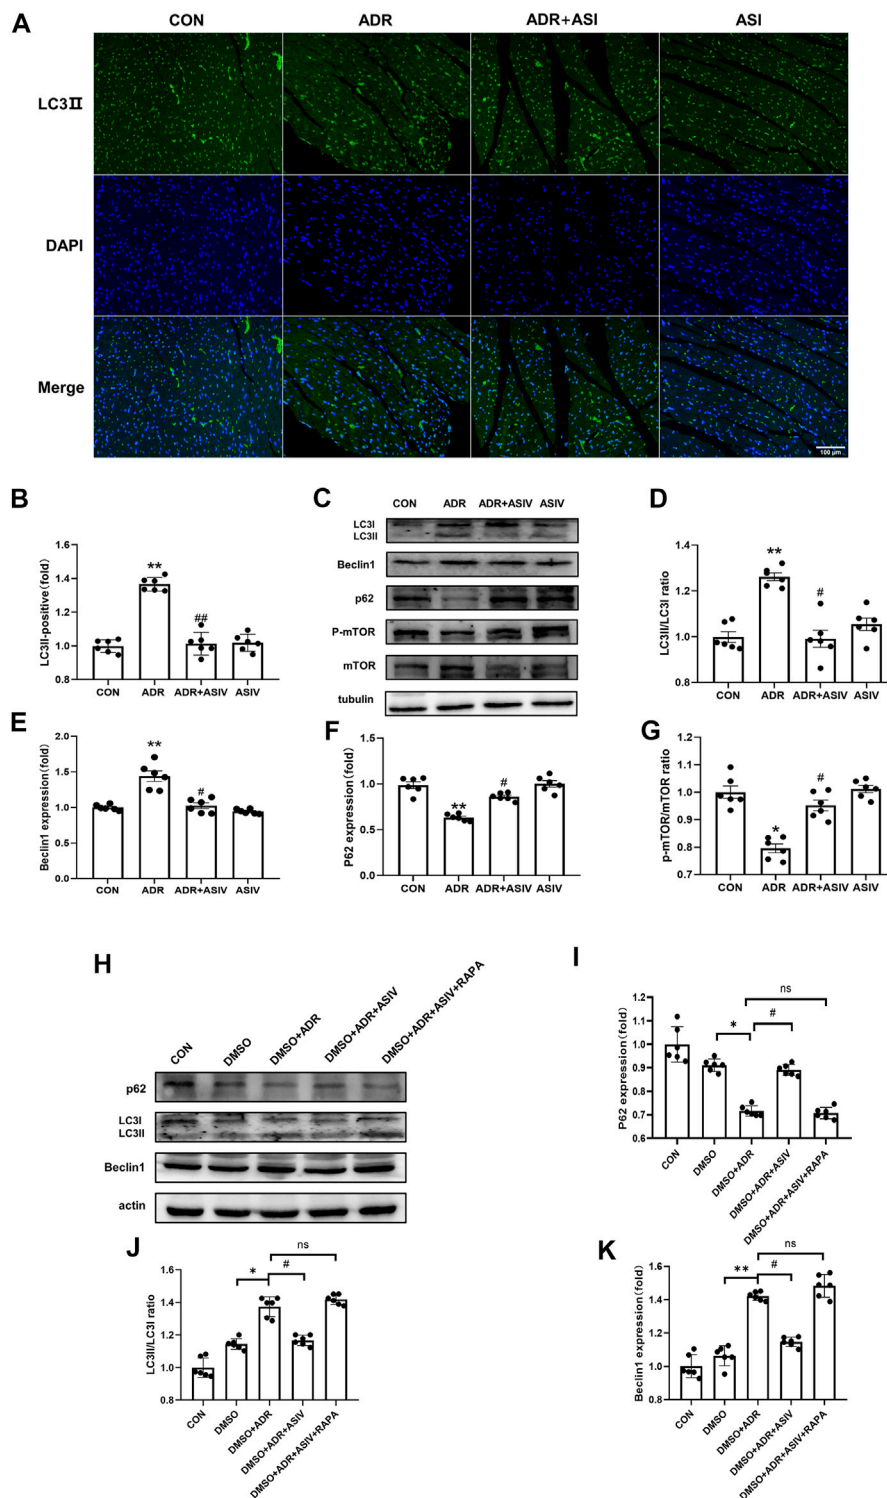 A
CON ADR ADR+ASI ASI
LC3II
DAPI
Merge
100 μm
B
LC3II-positive(fold)
1.6
1.4
1.2
1.0
0.8
**
##
CON ADR ADR+ASIV ASIV
C
CON ADR ADR+ASIV ASIV
LC3I
LC3II
Beclin1
p62
P-mTOR
mTOR
tubulin
D
LC3II/LC3I ratio
1.4
1.2
1.0
0.8
**
#
CON ADR ADR+ASIV ASIV
E
Beclin1 expression(fold)
2.0
1.5
1.0
0.5
0.0
**
#
CON ADR ADR+ASIV ASIV
F
P62 expression(fold)
1.5
1.0
0.5
0.0
**
#
CON ADR ADR+ASIV ASIV
G
p-mTOR/mTOR ratio
1.2
1.1
1.0
0.9
0.8
0.7
*
#
CON ADR ADR+ASIV ASIV
H
CON DMSO DMSO+ADR DMSO+ADR+ASIV DMSO+ADR+ASIV+RAPA
p62
LC3I
LC3II
Beclin1
actin
I
P62 expression(fold)
1.2
1.1
1.0
0.9
0.8
0.7
0.6
ns
*
#
CON DMSO DMSO+ADR DMSO+ADR+ASIV DMSO+ADR+ASIV+RAPA
J
LC3II/LC3I ratio
1.6
1.4
1.2
1.0
0.8
ns
*
#
CON DMSO DMSO+ADR DMSO+ADR+ASIV DMSO+ADR+ASIV+RAPA
K
Beclin1 expression(fold)
1.6
1.4
1.2
1.0
0.8
ns
**
#
CON DMSO DMSO+ADR DMSO+ADR+ASIV DMSO+ADR+ASIV+RAPA